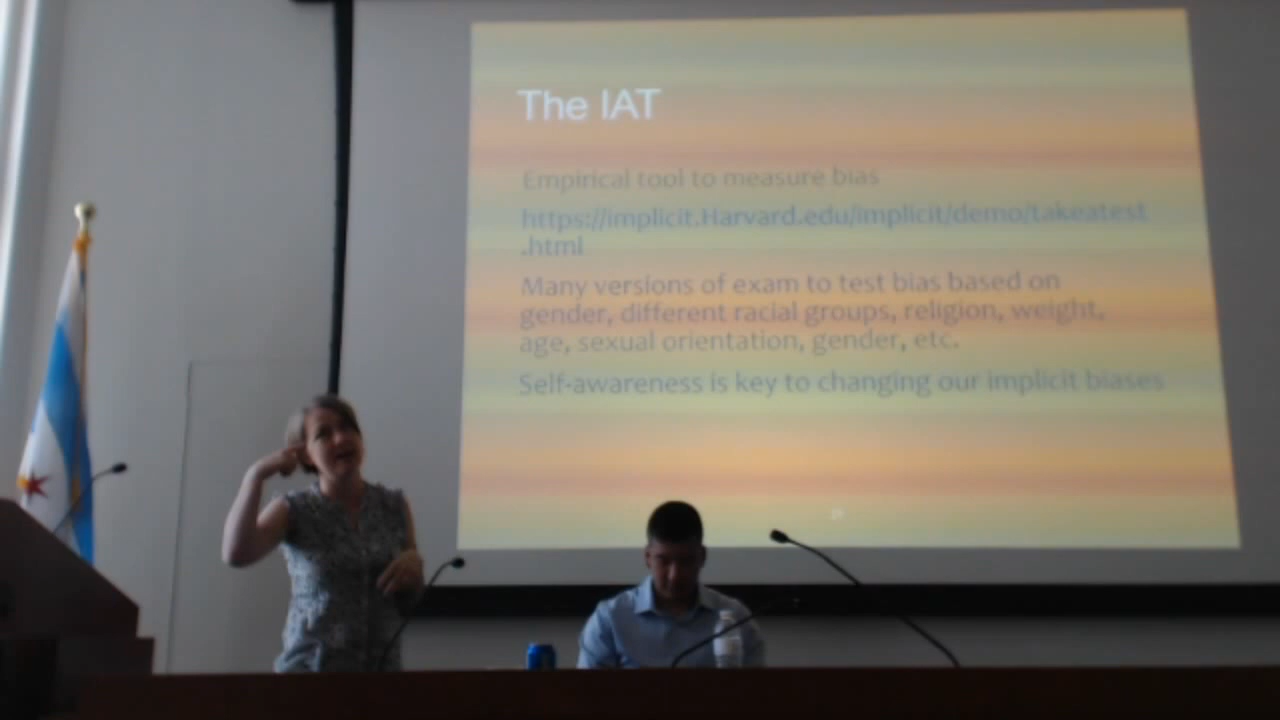 The IAT
Empirical tool to measure bias
https://implicit.Harvard.edu/implicit/demo/takeatest
.html
Many versions of exam to test bias based on
gender, different racial groups, religion, weight,
age, sexual orientation, gender, etc.
Self-awareness is key to changing our implicit biases